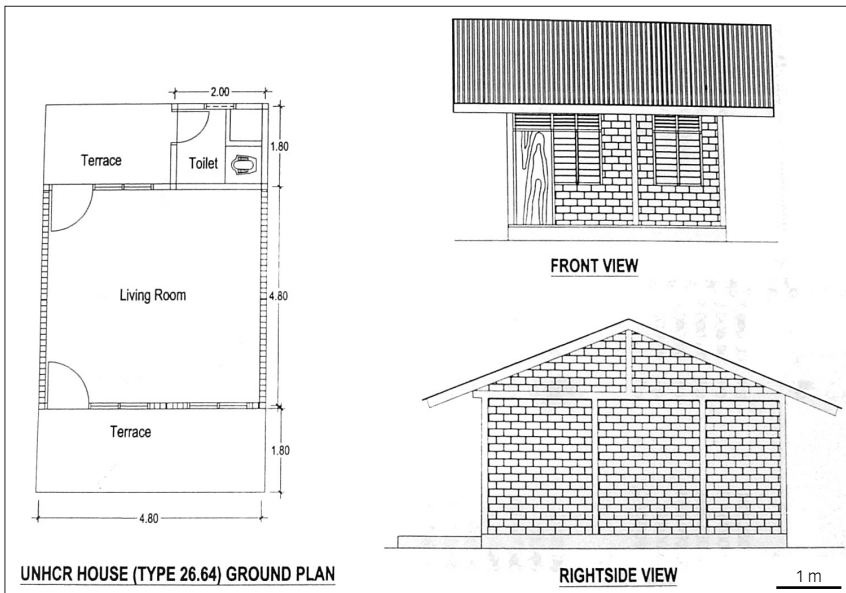 2.00
1.80
Terrace
Toilet
Living Room
4.80
Terrace
1.80
4.80
UNHCR HOUSE (TYPE 26.64) GROUND PLAN
FRONT VIEW
RIGHTSIDE VIEW
1 m